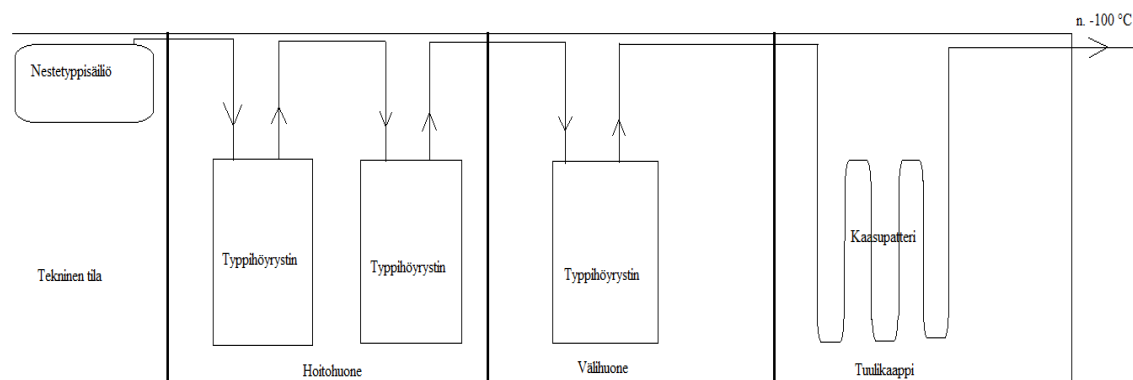 n. -100 °C
Nestetyppisäiliö
Typpihöyrystin
Typpihöyrystin
Typpihöyrystin
Kaasupatteri
Tekninen tila
Hoitohuone
Välihuone
Tuulikaappi